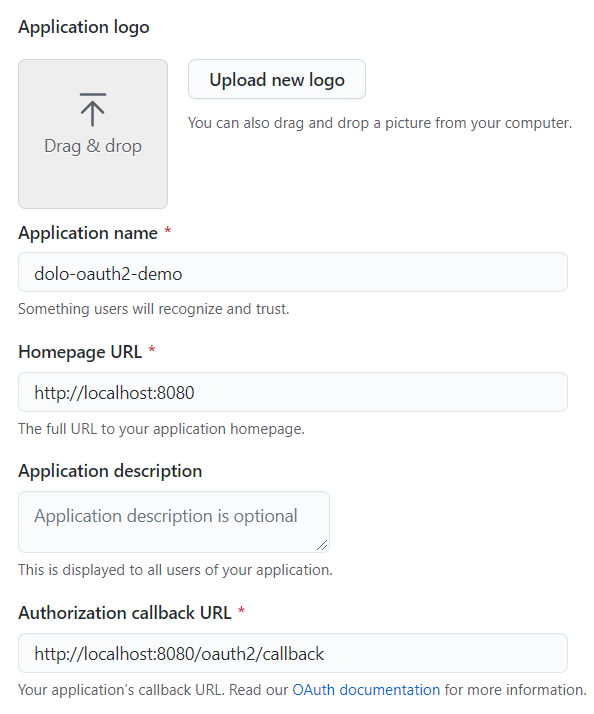 Application logo
Upload new logo
Drag & drop
You can also drag and drop a picture from your computer.
Application name *
dolo-oauth2-demo
Something users will recognize and trust.
Homepage URL *
http://localhost:8080
The full URL to your application homepage.
Application description
Application description is optional
This is displayed to all users of your application.
Authorization callback URL *
http://localhost:8080/oauth2/callback
Your application’s callback URL. Read our OAuth documentation for more information.